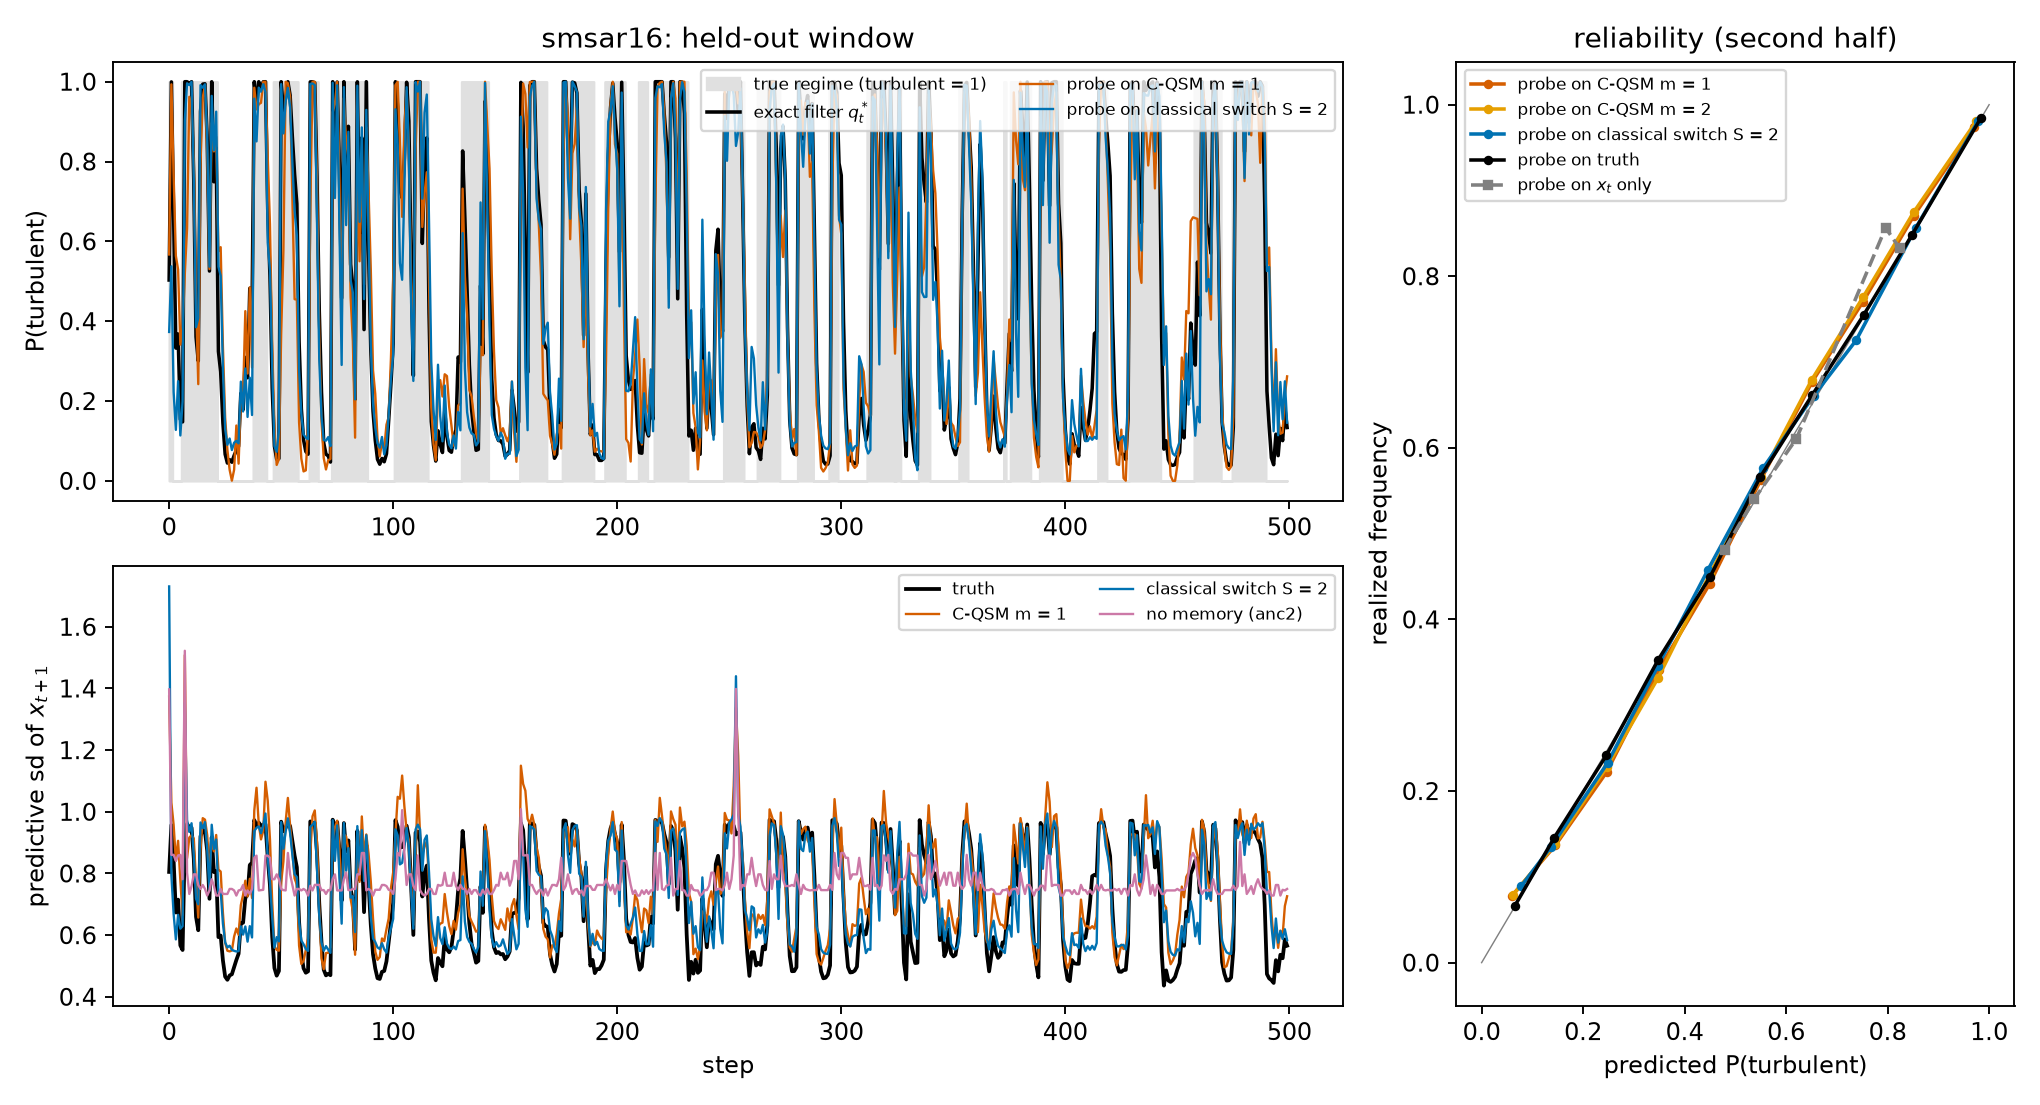 smsar16: held-out window
P(turbulent)
1.0
0.8
0.6
0.4
0.2
0.0
true regime (turbulent = 1)
exact filter q_t^*
probe on C-QSM m = 1
probe on classical switch S = 2
0 100 200 300 400 500
predictive sd of x_{t+1}
1.6
1.4
1.2
1.0
0.8
0.6
0.4
truth
C-QSM m = 1
classical switch S = 2
no memory (anc2)
0 100 200 300 400 500
step
reliability (second half)
realized frequency
1.0
0.8
0.6
0.4
0.2
0.0
probe on C-QSM m = 1
probe on C-QSM m = 2
probe on classical switch S = 2
probe on truth
probe on x_t only
0.0 0.2 0.4 0.6 0.8 1.0
predicted P(turbulent)